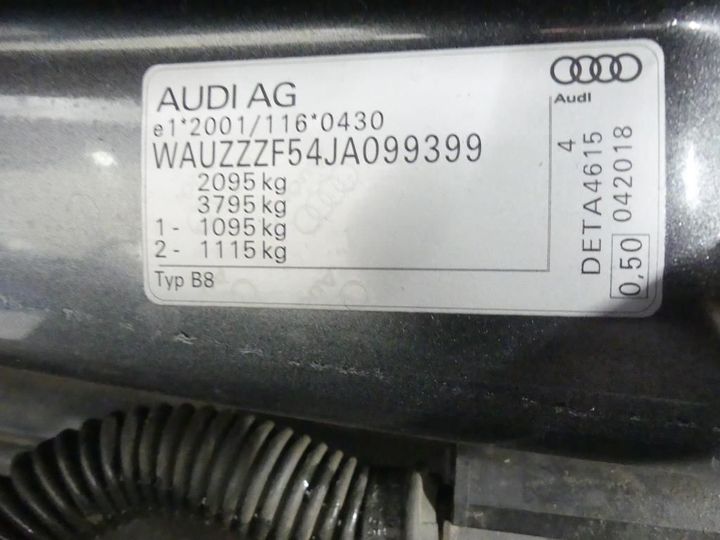 AUDI AG
e1*2001/116*0430
WAUZZZF54JA099399
2095 kg
3795 kg
1 - 1095 kg
2 - 1115 kg
Typ B8
Audi
4
DETA4615
042018
0,50